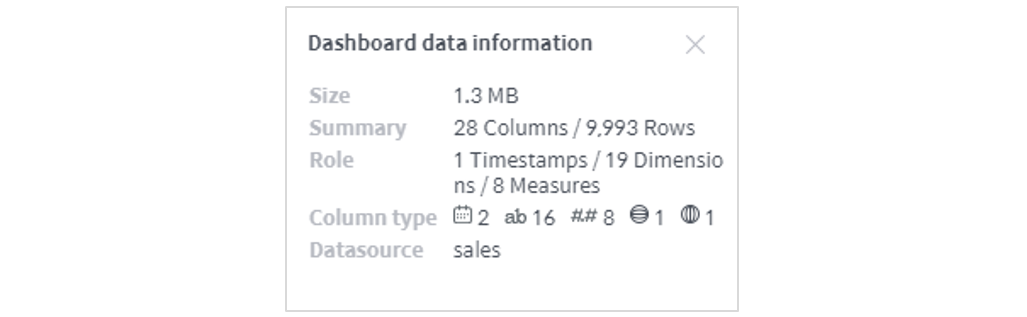 Dashboard data information
Size 1.3 MB
Summary 28 Columns / 9,993 Rows
Role 1 Timestamps / 19 Dimensio
ns / 8 Measures
Column type 2 ab 16 ## 8 1 1
Datasource sales